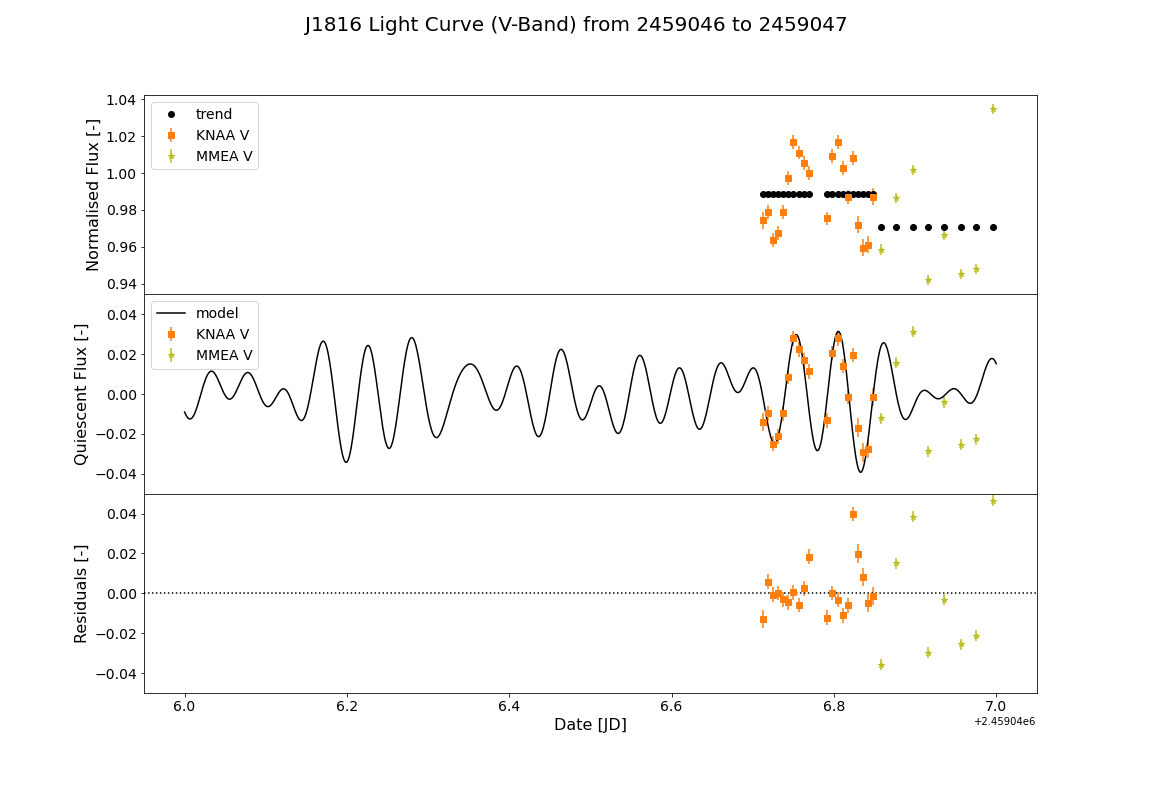 J1816 Light Curve (V-Band) from 2459046 to 2459047
1.04
1.02
1.00
0.98
0.96
0.94
Normalised Flux [-]
trend
KNAA V
MMEA V
0.04
0.02
0.00
−0.02
−0.04
Quiescent Flux [-]
model
KNAA V
MMEA V
0.04
0.02
0.00
−0.02
−0.04
Residuals [-]
6.0 6.2 6.4 6.6 6.8 7.0
Date [JD]
+2.45904e6